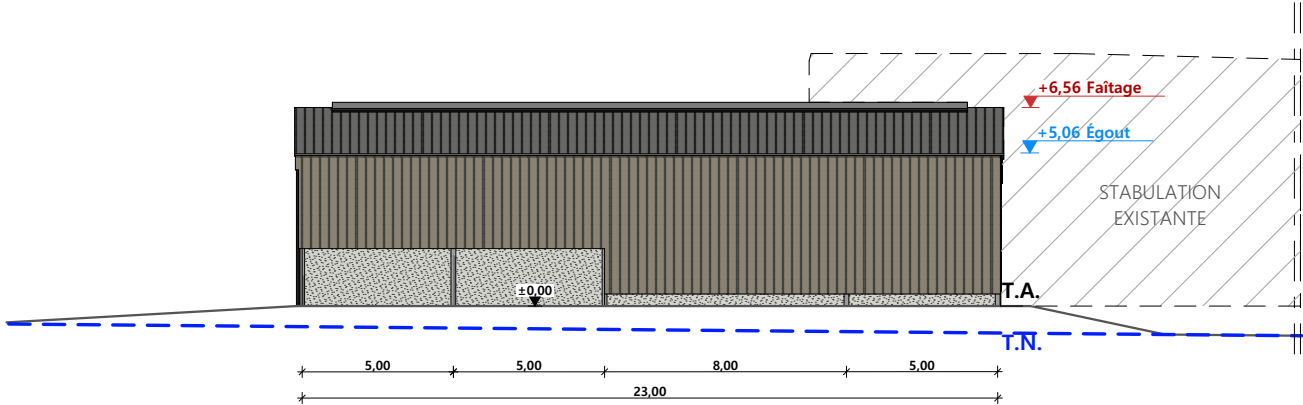 +6,56 Faîtage
+5,06 Égout
STABULATION
EXISTANTE
±0,00
T.A.
T.N.
5,00
5,00
8,00
5,00
23,00